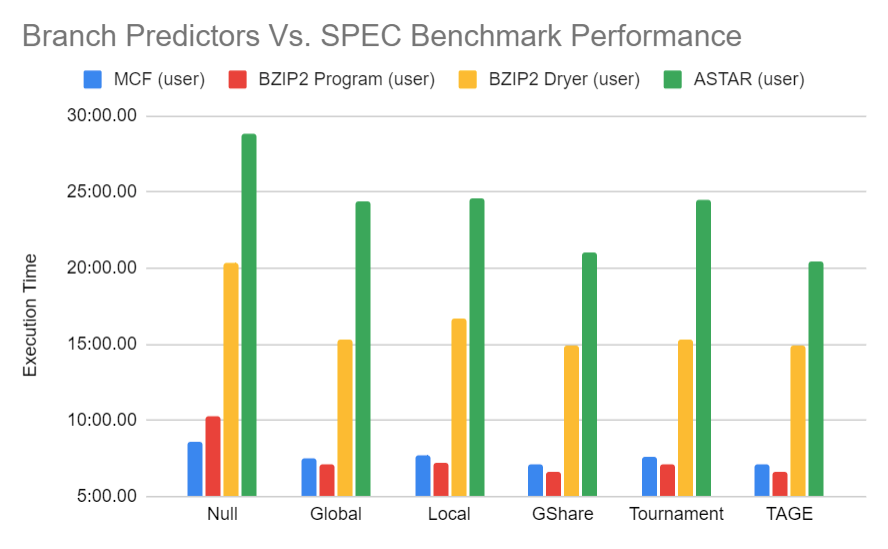 Branch Predictors Vs. SPEC Benchmark Performance
MCF (user) BZIP2 Program (user) BZIP2 Dryer (user) ASTAR (user)
Execution Time
30:00.00
25:00.00
20:00.00
15:00.00
10:00.00
5:00.00
Null Global Local GShare Tournament TAGE